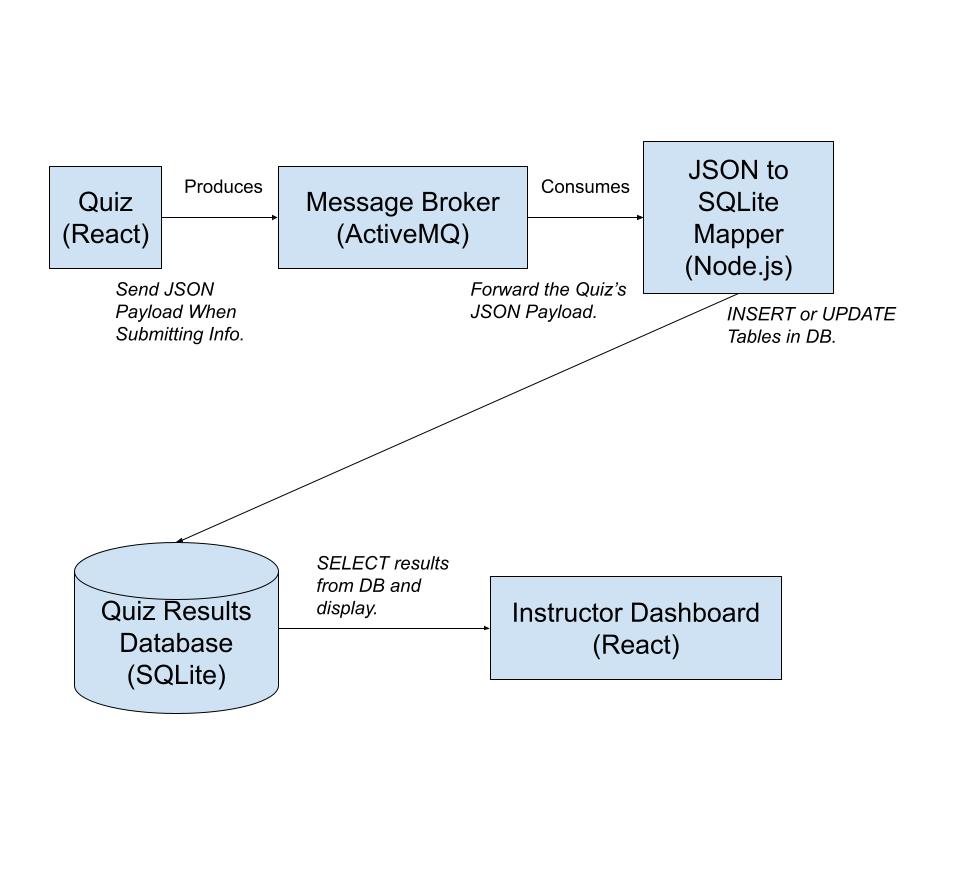 Quiz
(React)
Produces
Message Broker
(ActiveMQ)
Consumes
JSON to
SQLite
Mapper
(Node.js)
Send JSON
Payload When
Submitting Info.
Forward the Quiz’s
JSON Payload.
INSERT or UPDATE
Tables in DB.
Quiz Results
Database
(SQLite)
SELECT results
from DB and
display.
Instructor Dashboard
(React)